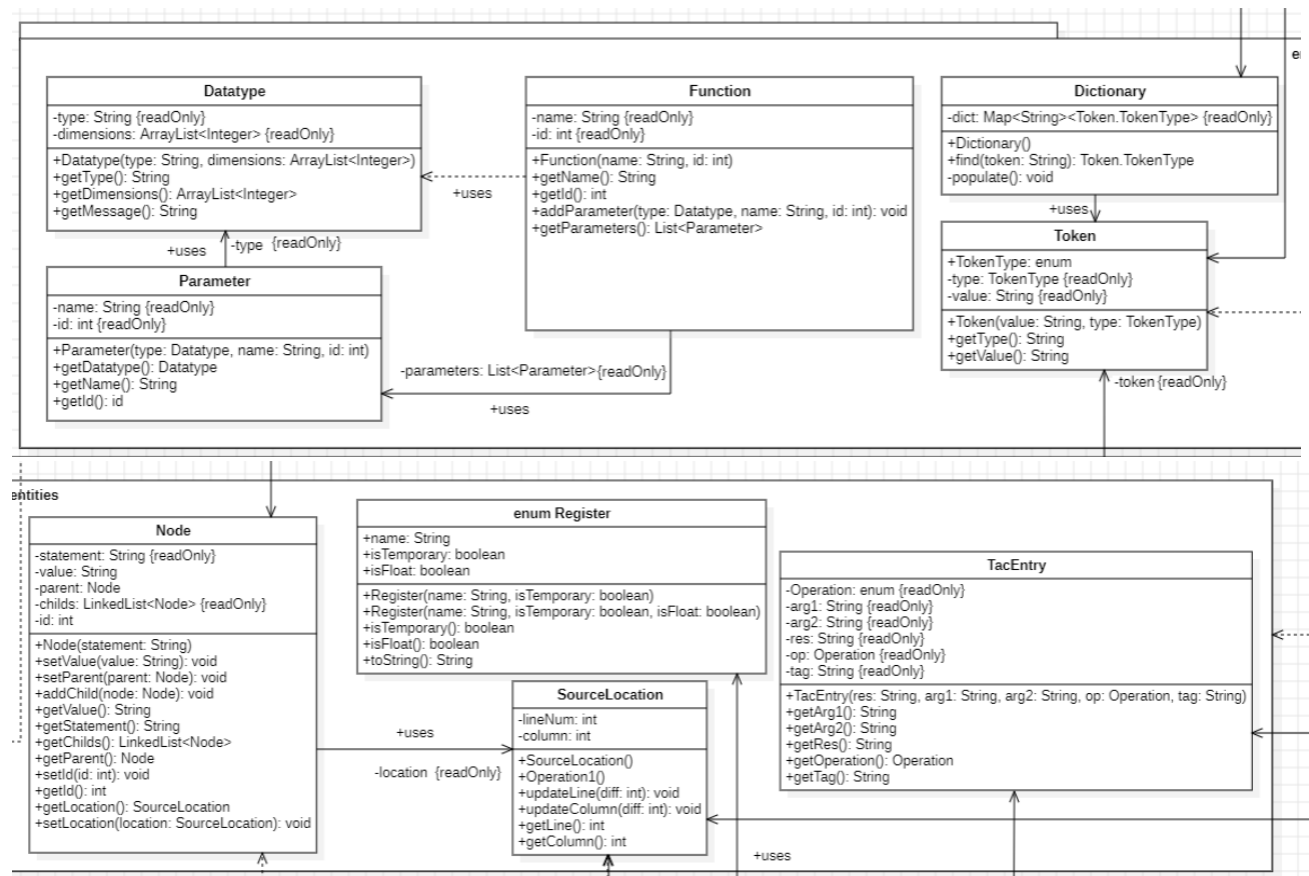 Datatype
-type: String {readOnly}
-dimensions: ArrayList<Integer> {readOnly}
+Datatype(type: String, dimensions: ArrayList<Integer>)
+getType(): String
+getDimensions(): ArrayList<Integer>
+getMessage(): String
Function
-name: String {readOnly}
-id: int {readOnly}
+Function(name: String, id: int)
+getName(): String
+getId(): int
+addParameter(type: Datatype, name: String, id: int): void
+getParameters(): List<Parameter>
Dictionary
-dict: Map<String><Token.TokenType> {readOnly}
+Dictionary()
+find(token: String): Token.TokenType
-populate(): void
+uses
+uses
-type {readOnly}
+uses
Parameter
-name: String {readOnly}
-id: int {readOnly}
+Parameter(type: Datatype, name: String, id: int)
+getDatatype(): Datatype
+getName(): String
+getId(): id
-parameters: List<Parameter>{readOnly}
+uses
Token
+TokenType: enum
-type: TokenType {readOnly}
-value: String {readOnly}
+Token(value: String, type: TokenType)
+getType(): String
+getValue(): String
-token {readOnly}
entities
Node
-statement: String {readOnly}
-value: String
-parent: Node
-childs: LinkedList<Node> {readOnly}
-id: int
+Node(statement: String)
+setValue(value: String): void
+setParent(parent: Node): void
+addChild(node: Node): void
+getValue(): String
+getStatement(): String
+getChilds(): LinkedList<Node>
+getParent(): Node
+setId(id: int): void
+getId(): int
+getLocation(): SourceLocation
+setLocation(location: SourceLocation): void
enum Register
+name: String
+isTemporary: boolean
+isFloat: boolean
+Register(name: String, isTemporary: boolean)
+Register(name: String, isTemporary: boolean, isFloat: boolean)
+isTemporary(): boolean
+isFloat(): boolean
+toString(): String
+uses
-location {readOnly}
SourceLocation
-lineNum: int
-column: int
+SourceLocation()
+Operation1()
+updateLine(diff: int): void
+updateColumn(diff: int): void
+getLine(): int
+getColumn(): int
+uses
TacEntry
-Operation: enum {readOnly}
-arg1: String {readOnly}
-arg2: String {readOnly}
-res: String {readOnly}
-op: Operation {readOnly}
-tag: String {readOnly}
+TacEntry(res: String, arg1: String, arg2: String, op: Operation, tag: String)
+getArg1(): String
+getArg2(): String
+getRes(): String
+getOperation(): Operation
+getTag(): String